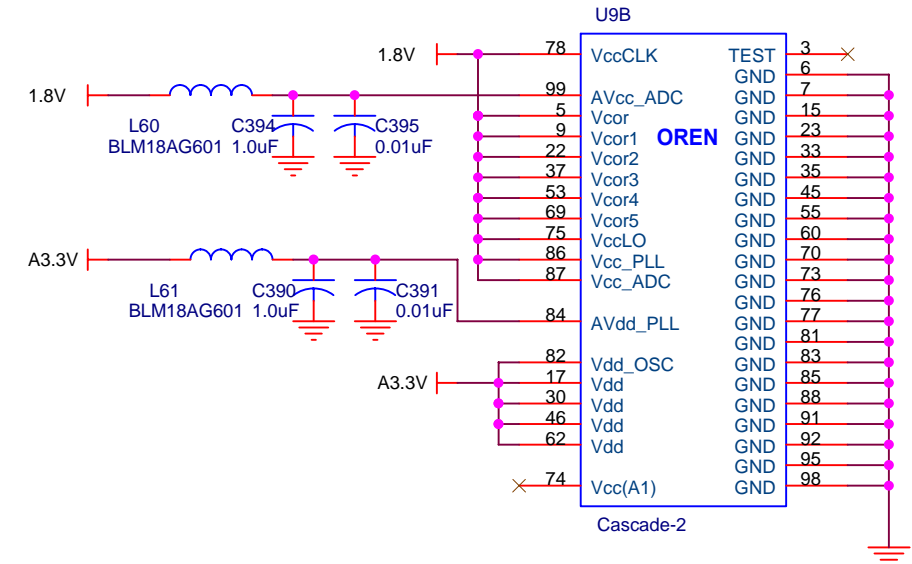 U9B
1.8V
78 VccCLK TEST 3
GND 6
1.8V
99 AVcc_ADC GND 7
5 Vcor GND 15
L60 C394 C395
9 Vcor1 OREN GND 23
BLM18AG601 1.0uF 0.01uF
22 Vcor2 GND 33
37 Vcor3 GND 35
53 Vcor4 GND 45
69 Vcor5 GND 55
75 VccLO GND 60
A3.3V
86 Vcc_PLL GND 70
87 Vcc_ADC GND 73
L61 C390 C391
GND 76
BLM18AG601 1.0uF 0.01uF
84 AVdd_PLL GND 77
GND 81
82 Vdd_OSC GND 83
A3.3V
17 Vdd GND 85
30 Vdd GND 88
46 Vdd GND 91
62 Vdd GND 92
GND 95
74 Vcc(A1) GND 98
Cascade-2